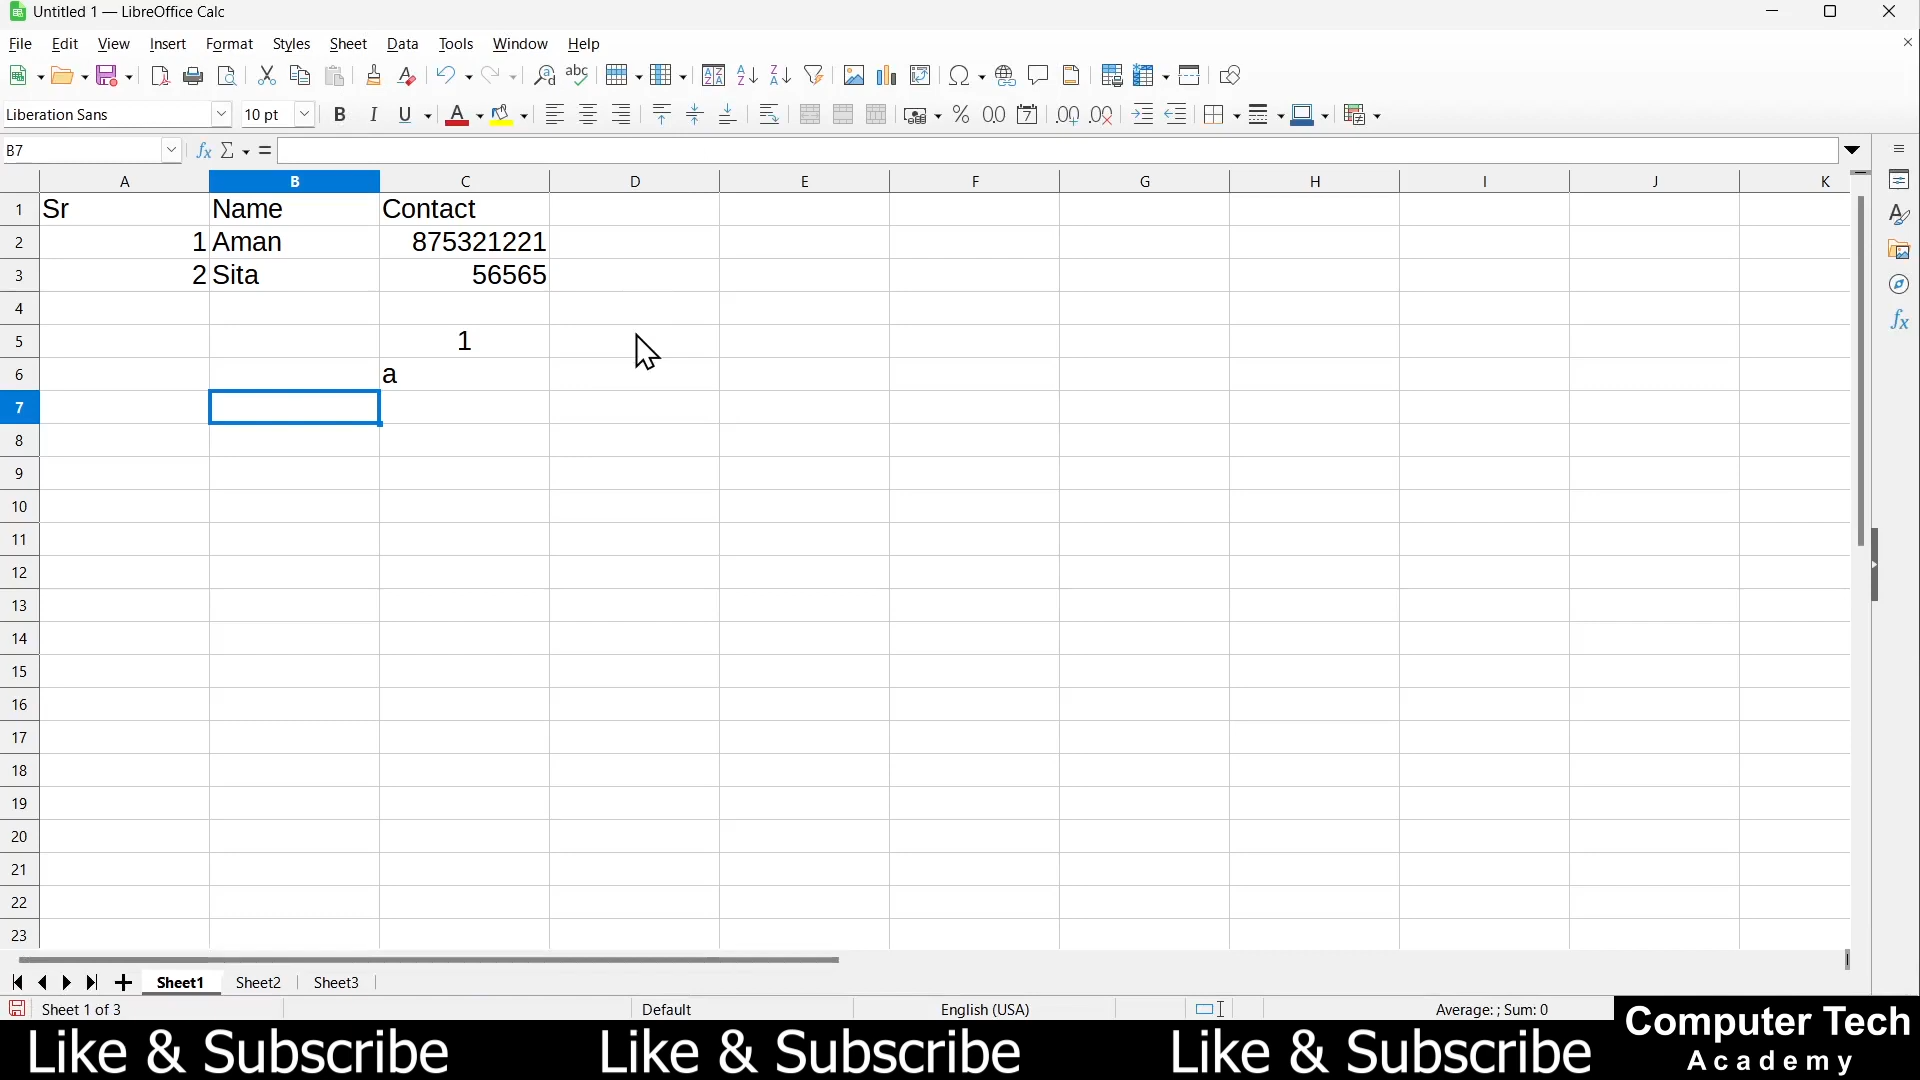 Untitled 1 — LibreOffice Calc
File Edit View Insert Format Styles Sheet Data Tools Window Help
Liberation Sans 10 pt B I U
B7
A B C D E F G H I J K
1 Sr Name Contact
2 1 Aman 875321221
3 2 Sita 56565
4
5 1
6 a
7
8
9
10
11
12
13
14
15
16
17
18
19
20
21
22
23
Sheet1 Sheet2 Sheet3
Sheet 1 of 3 Default English (USA) Average: ; Sum: 0
Like & Subscribe Like & Subscribe Like & Subscribe
Computer Tech
Academy